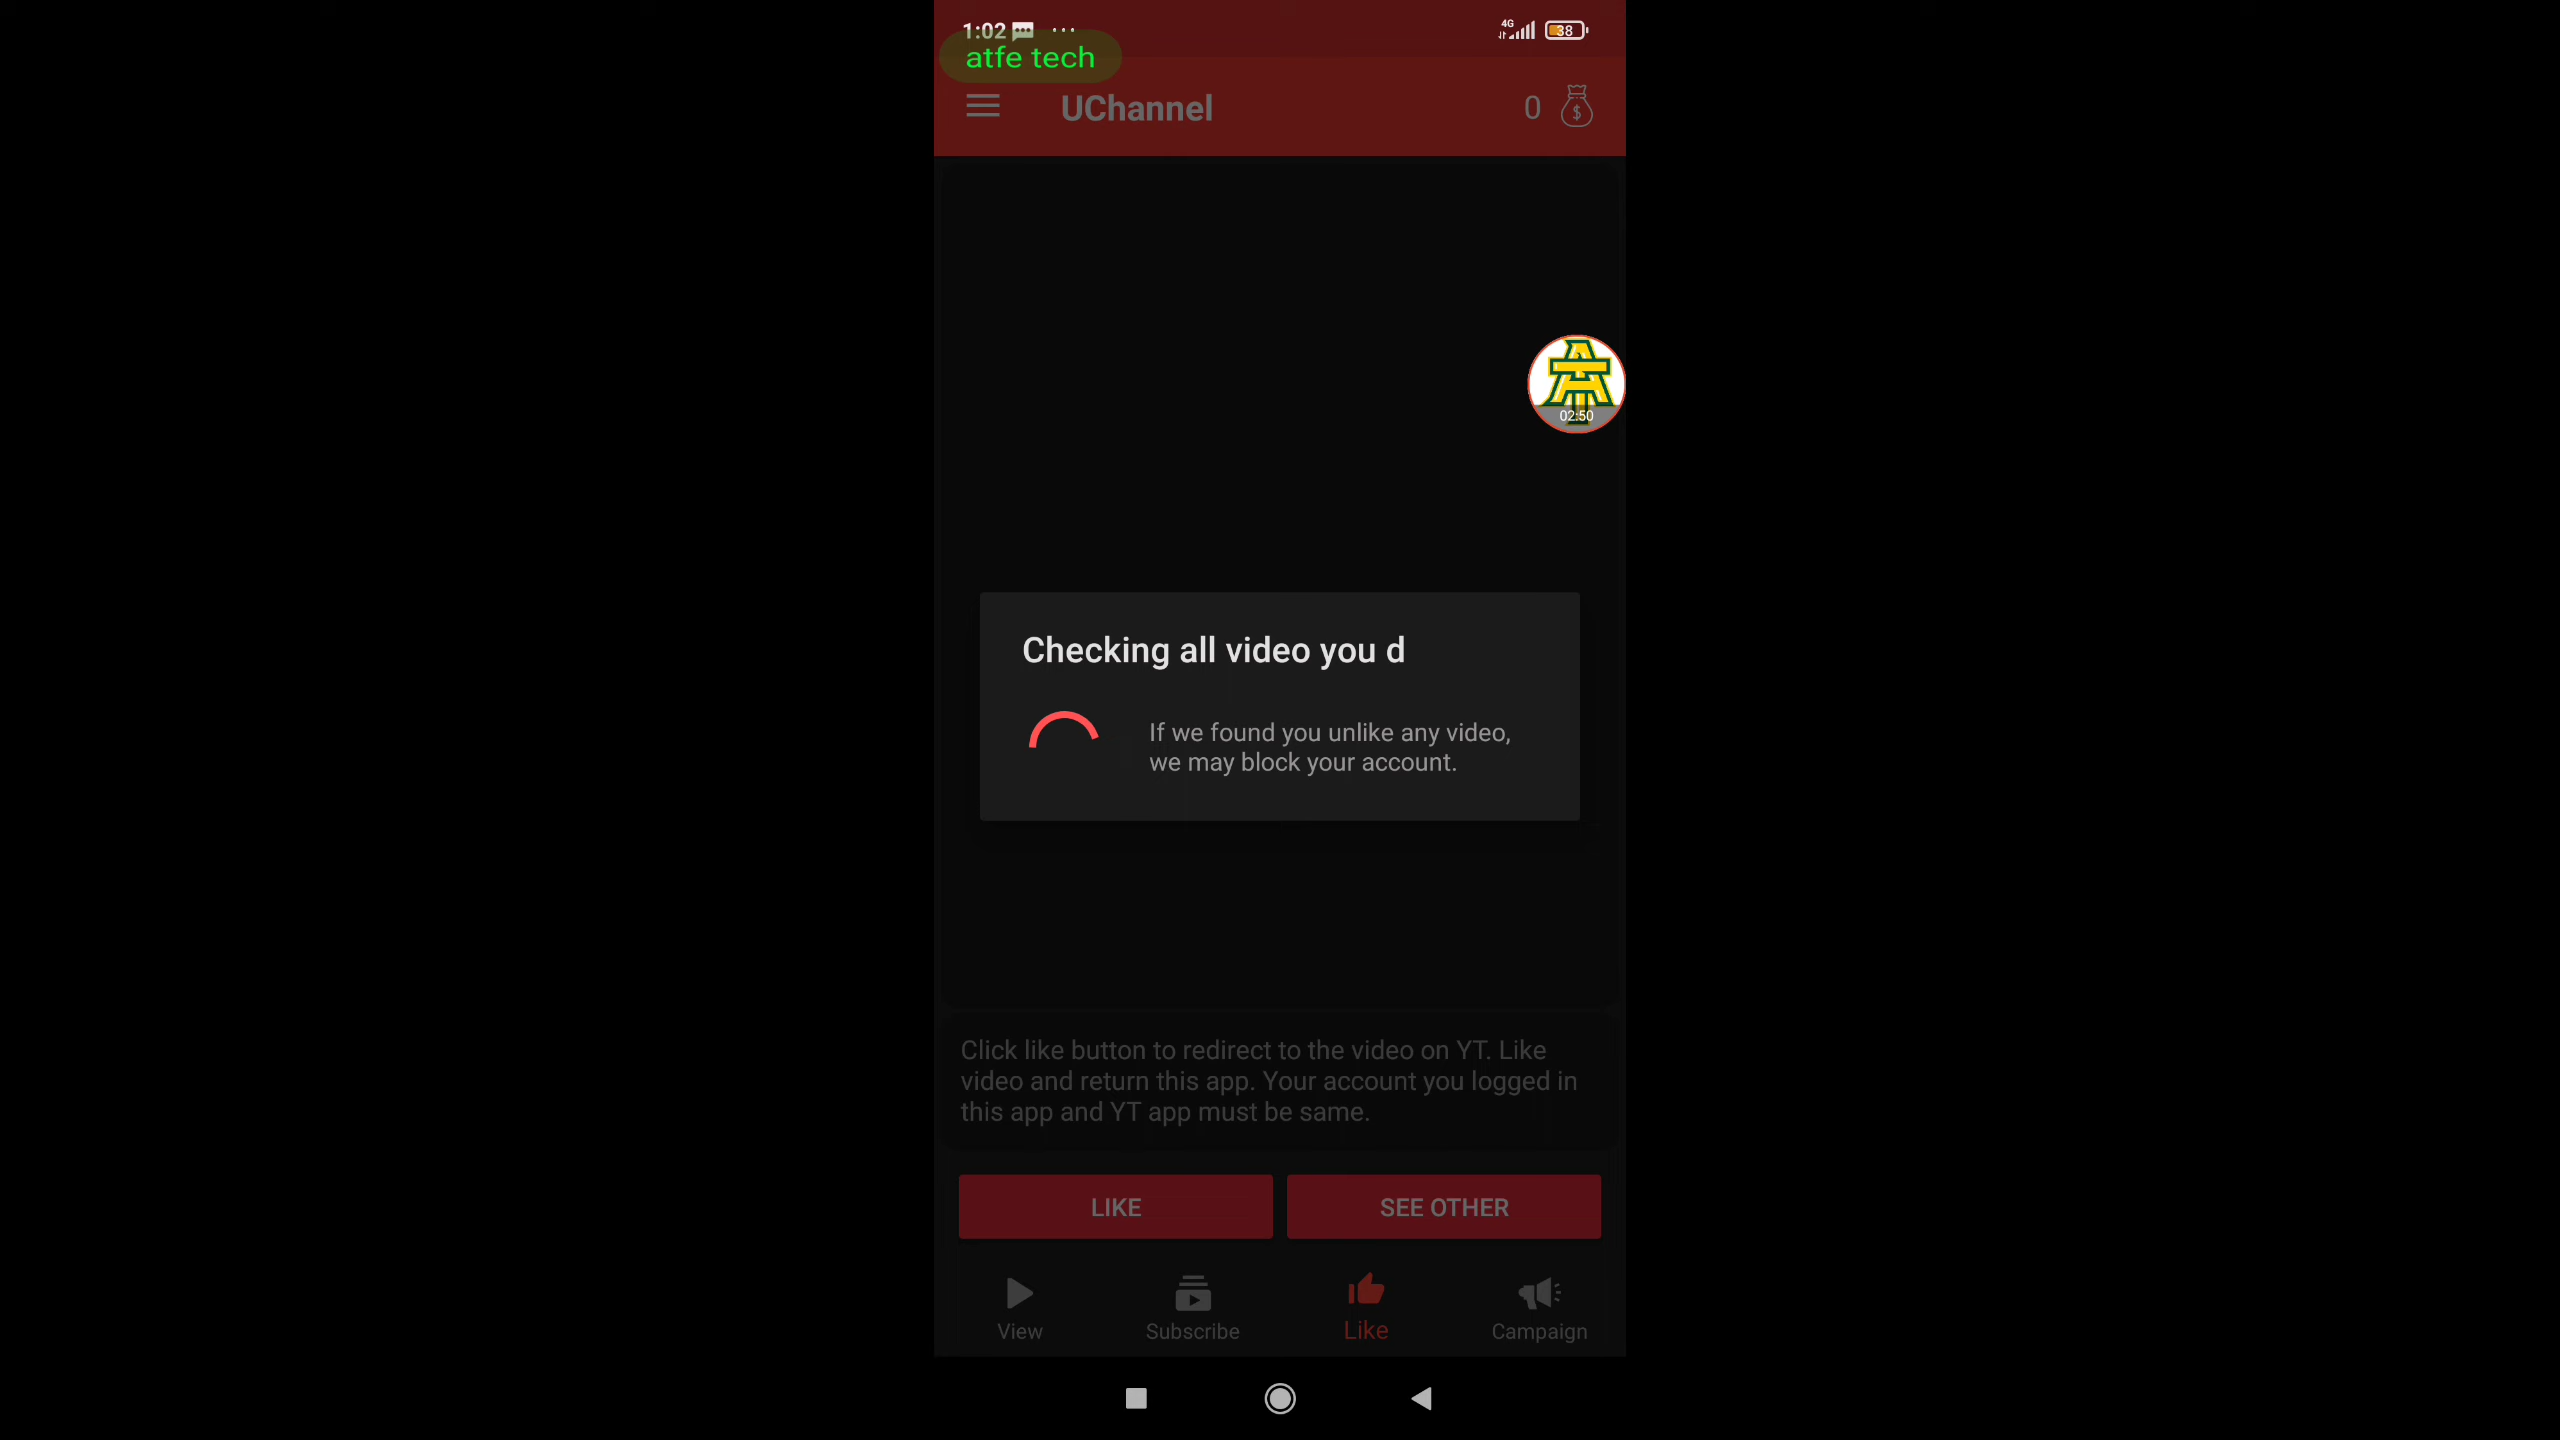 1:02
4G
38
atfe tech
UChannel
0
02:50
Checking all video you d
If we found you unlike any video,
we may block your account.
Click like button to redirect to the video on YT. Like
video and return this app. Your account you logged in
this app and YT app must be same.
LIKE
SEE OTHER
View
Subscribe
Like
Campaign